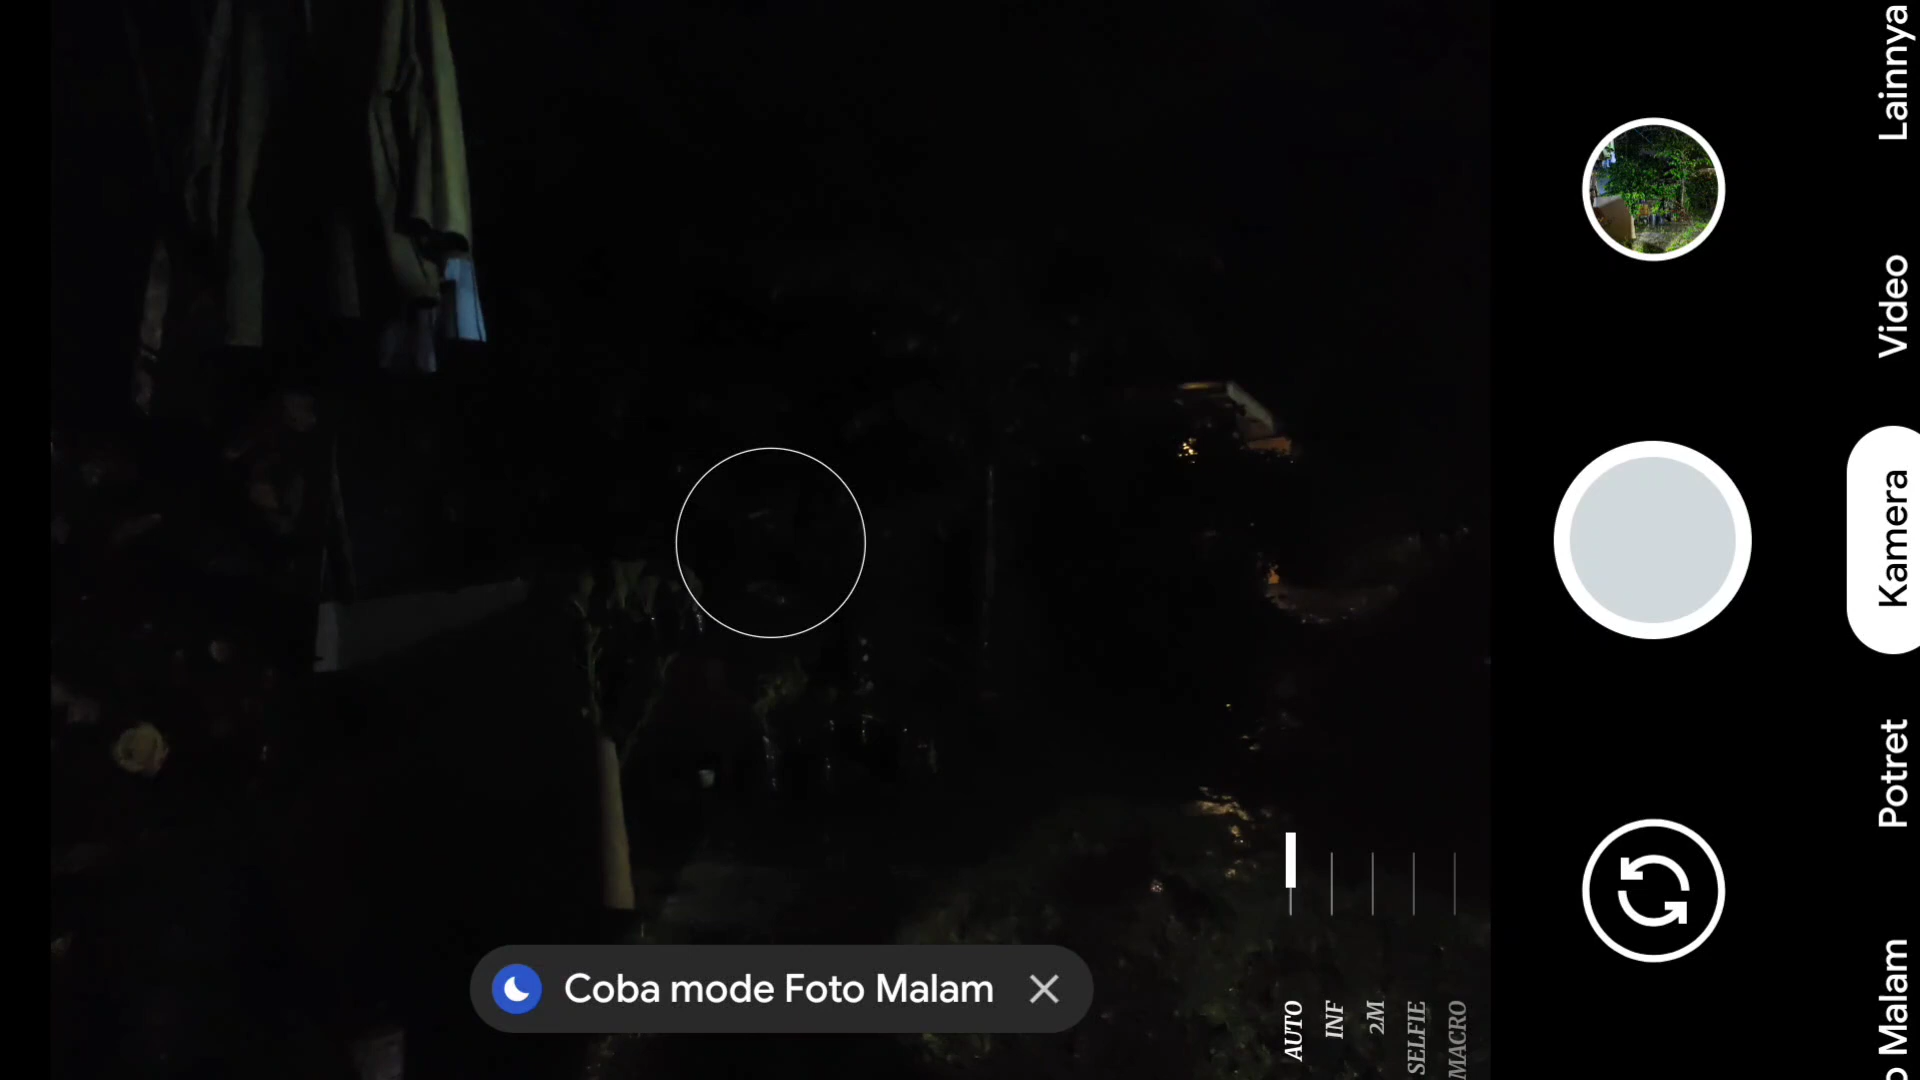 Lainnya
Video
Kamera
Potret
Malam
Coba mode Foto Malam
AUTO
INF
2M
SELFIE
MACRO